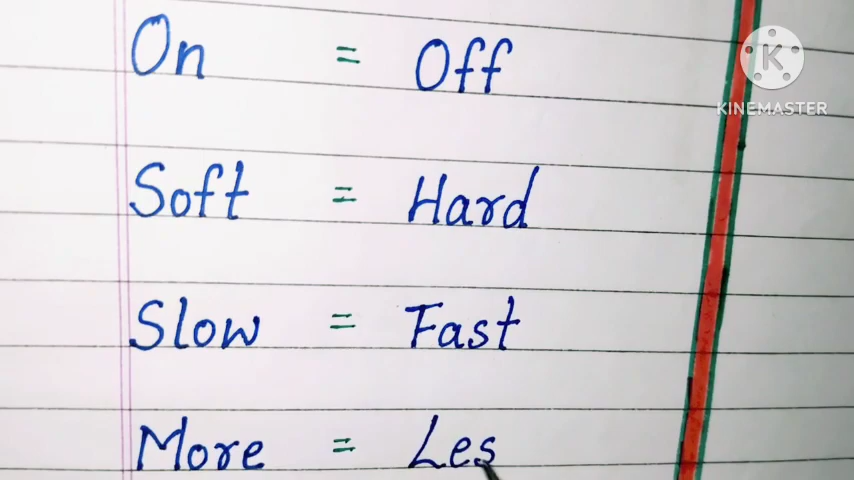 On = Off
KINEMASTER
Soft = Hard
Slow = Fast
More = Les